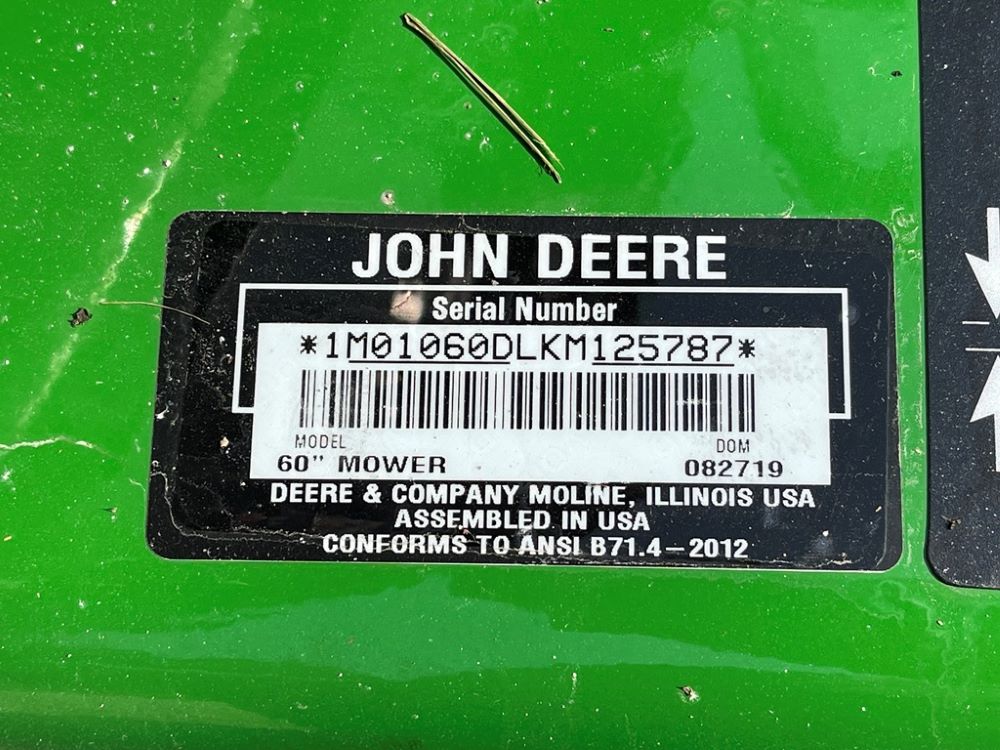 JOHN DEERE
Serial Number
*1M01060DLKM125787*
MODEL DOM
60" MOWER 082719
DEERE & COMPANY MOLINE, ILLINOIS USA
ASSEMBLED IN USA
CONFORMS TO ANSI B71.4-2012